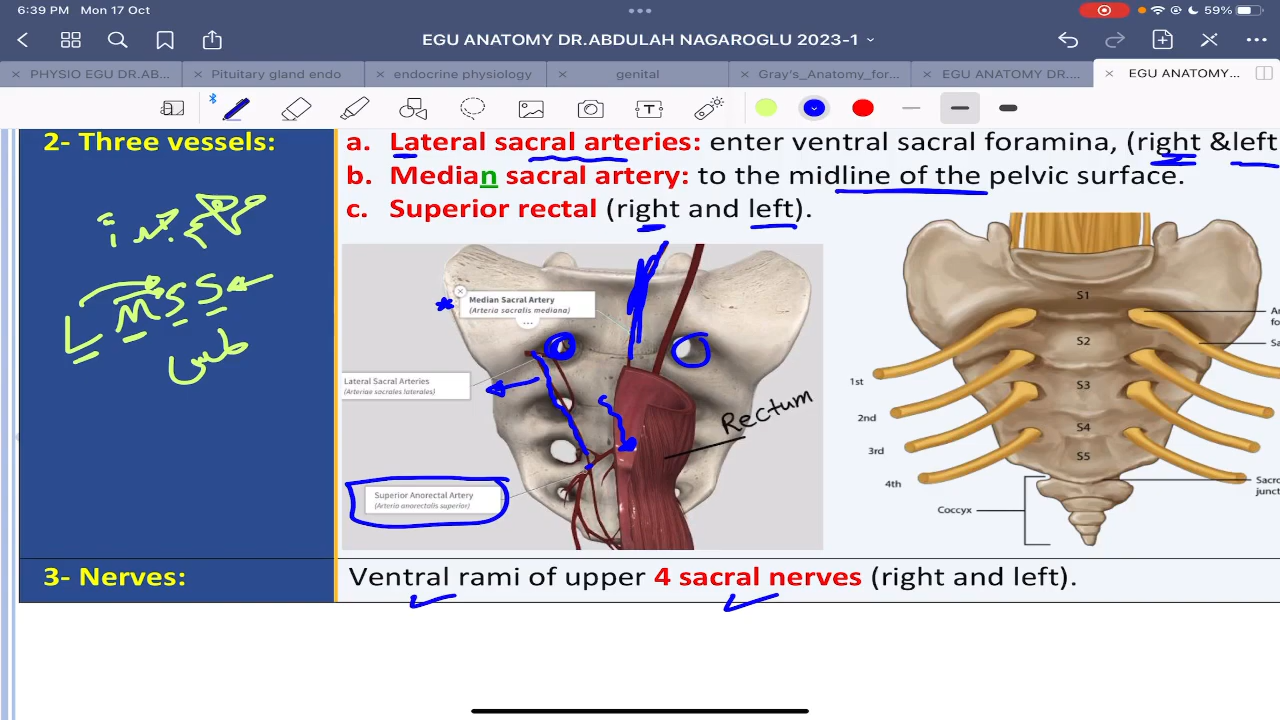 6:39 PM Mon 17 Oct
59%
EGU ANATOMY DR.ABDULAH NAGAROGLU 2023-1
PHYSIO EGU DR.AB...
Pituitary gland endo
endocrine physiology
genital
Gray's_Anatomy_for...
EGU ANATOMY DR....
EGU ANATOMY...
2- Three vessels:
a. Lateral sacral arteries: enter ventral sacral foramina, (right &left
b. Median sacral artery: to the midline of the pelvic surface.
c. Superior rectal (right and left).
L M S S
Median Sacral Artery
(Arteria sacralis mediana)
Lateral Sacral Arteries
(Arteriae sacrales laterales)
Rectum
Superior Anorectal Artery
(Arteria anorectalis superior)
S1
S2
S3
S4
S5
1st
2nd
3rd
4th
Coccyx
An
fo
Sa
Sacro
junct
3- Nerves:
Ventral rami of upper 4 sacral nerves (right and left).